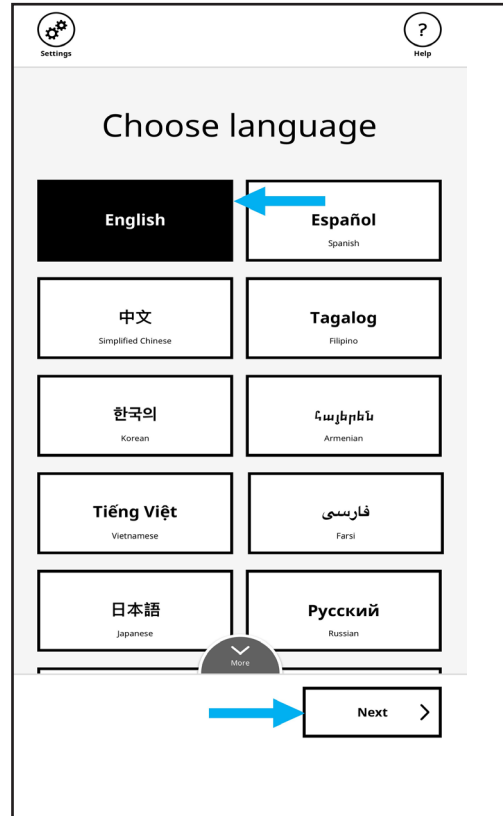 Settings
?
Help
Choose language
English
Español
Spanish
中文
Simplified Chinese
Tagalog
Filipino
한국의
Korean
Հայերեն
Armenian
Tiếng Việt
Vietnamese
فارسی
Farsi
日本語
Japanese
Русский
Russian
More
Next